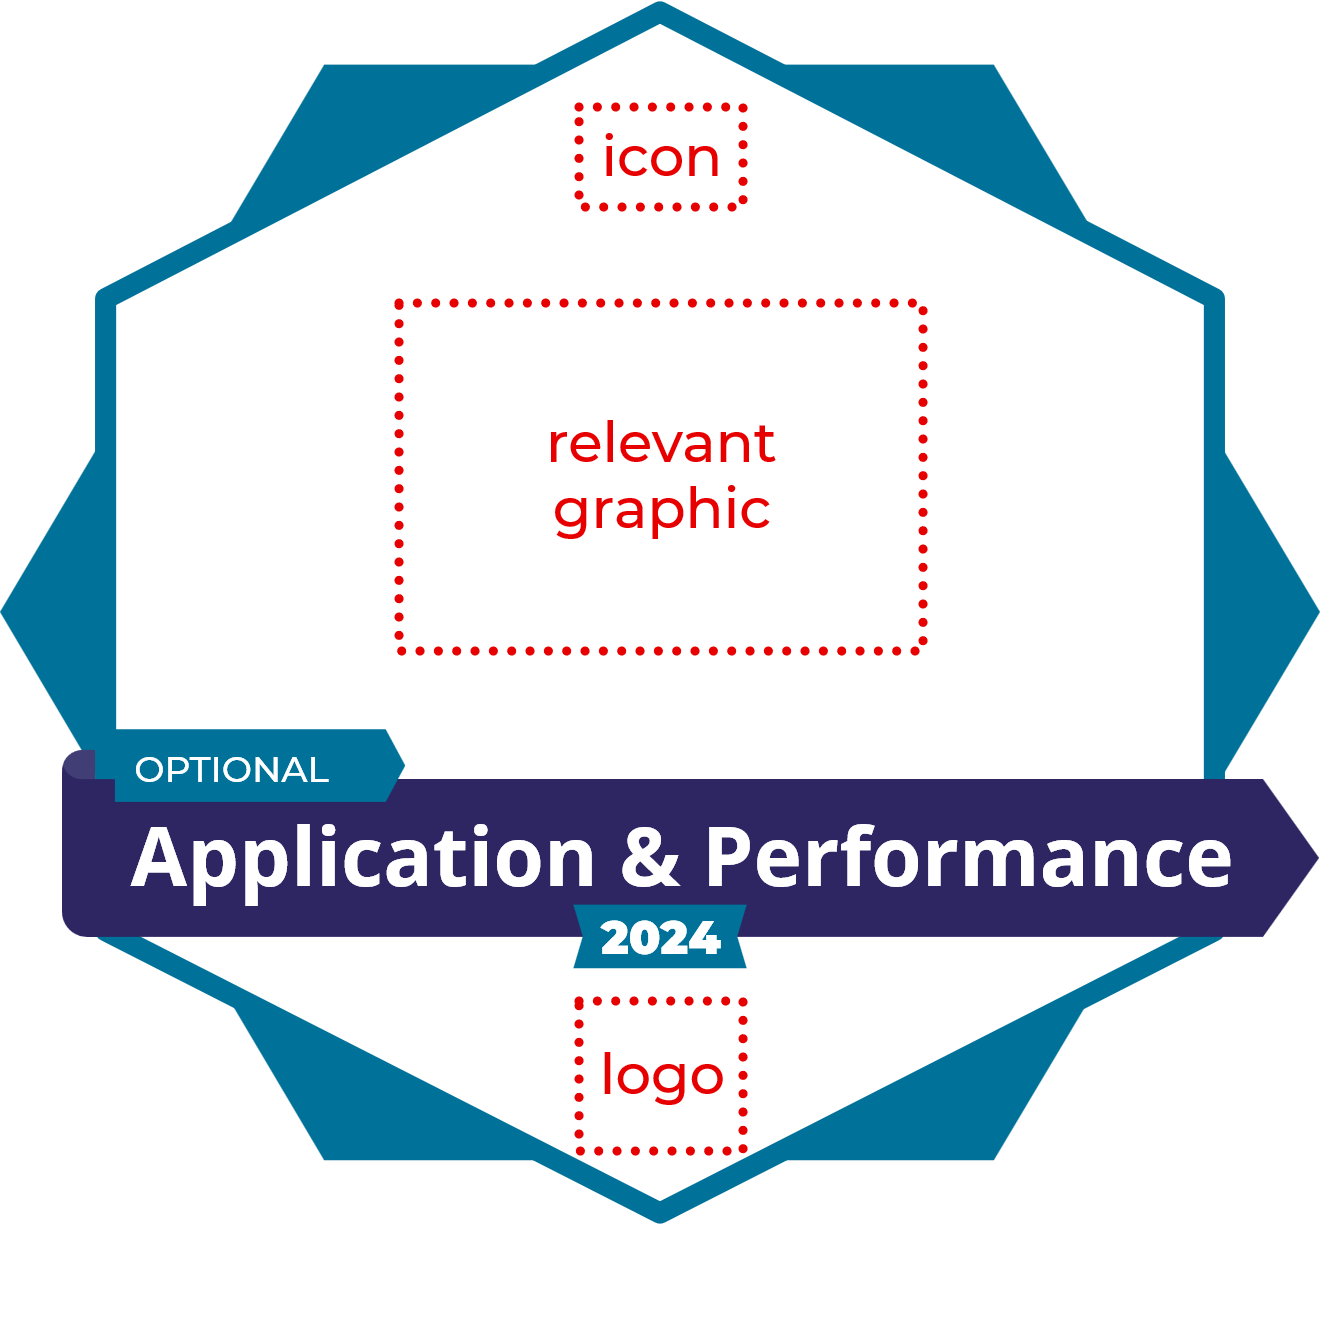 icon
relevant
graphic
OPTIONAL
Application & Performance
2024
logo